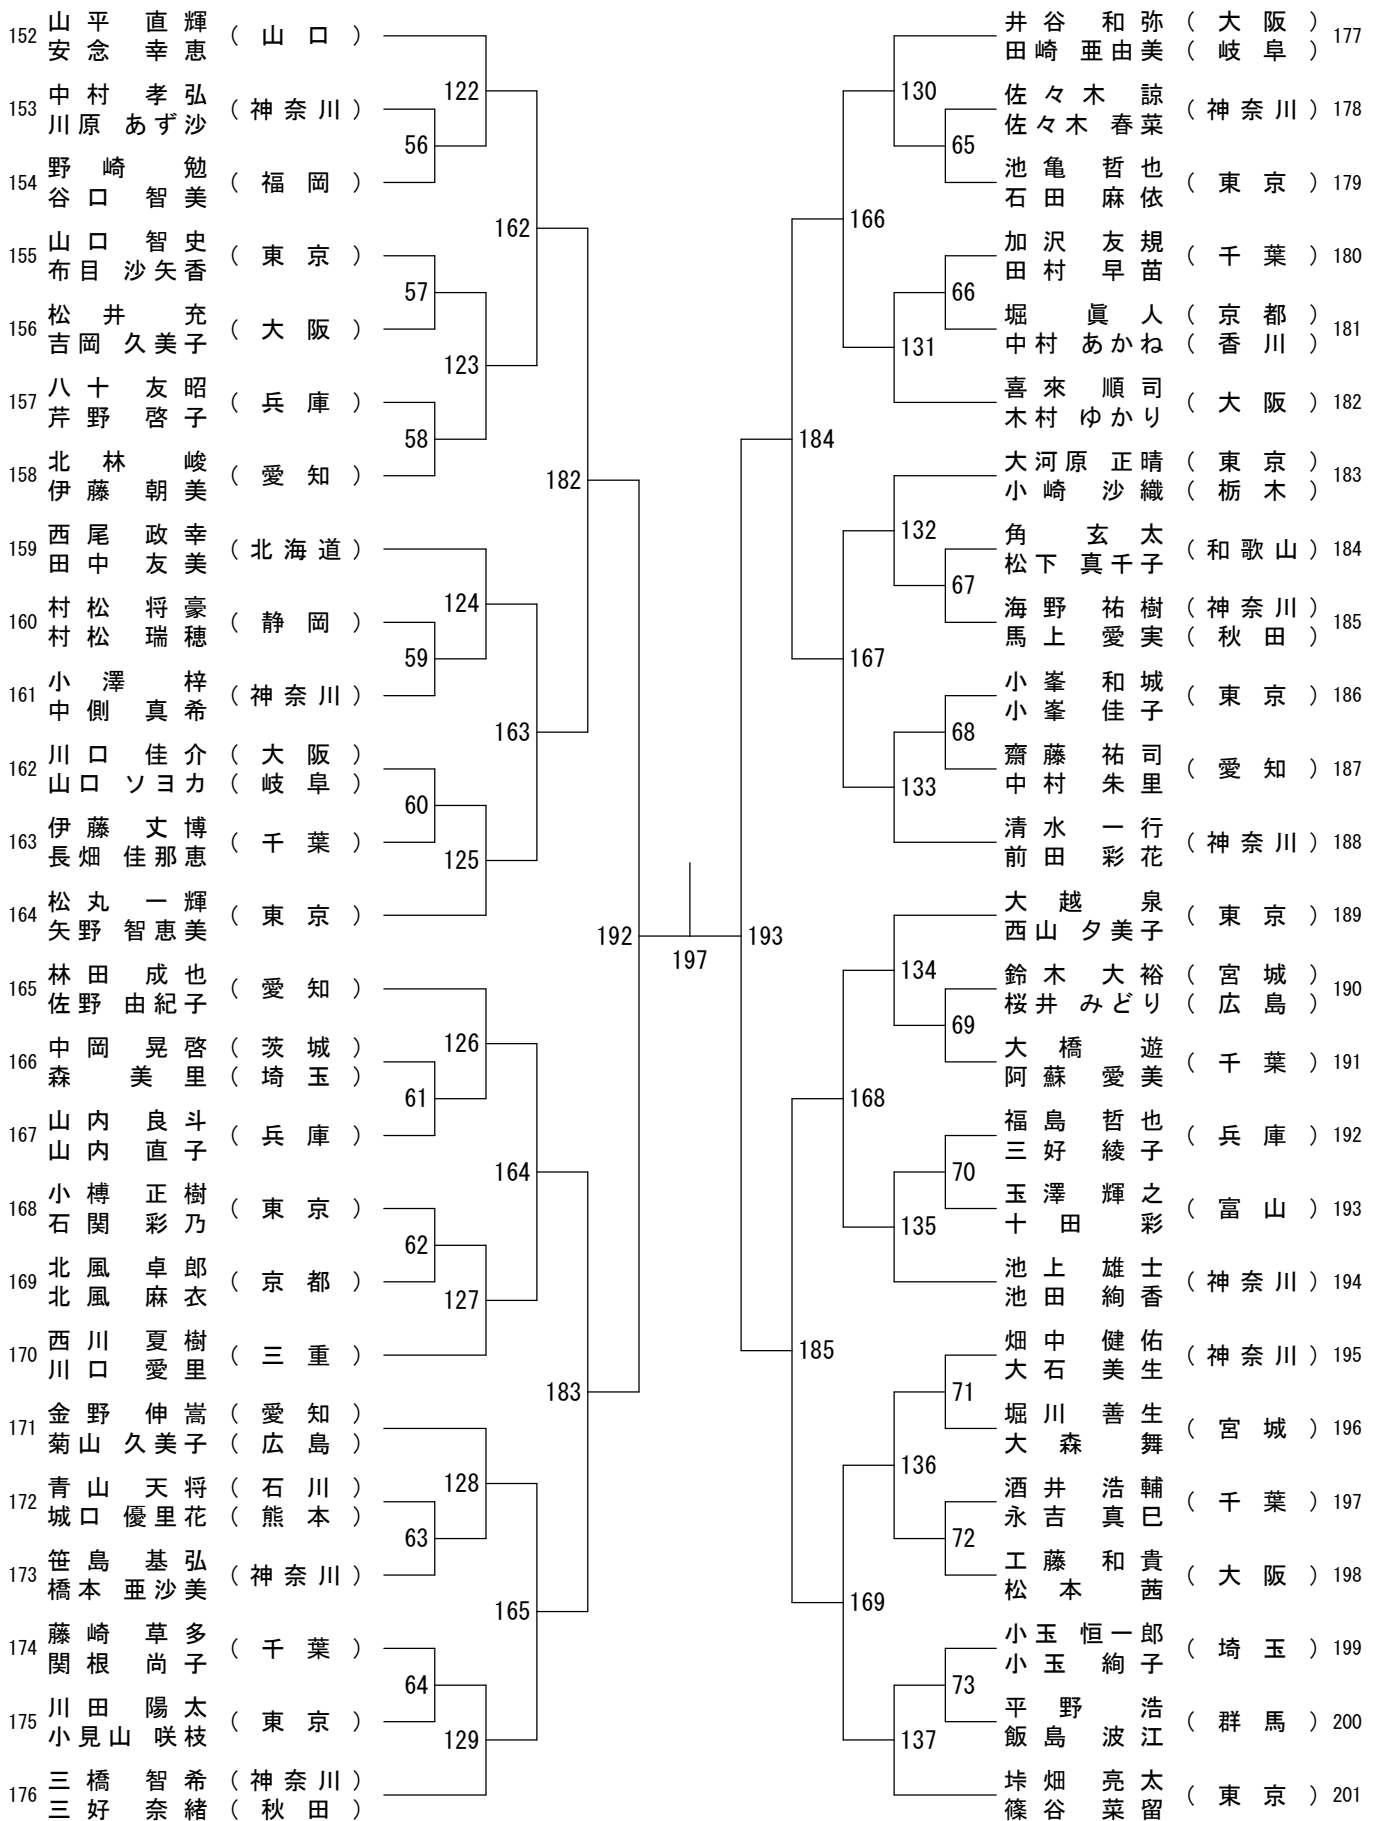 152 山平 直輝 (山口)
安念 幸恵
153 中村 孝弘 (神奈川)
川原 あず沙
154 野崎 勉 (福岡)
谷口 智美
155 山口 智史 (東京)
布目 沙矢香
156 松井 充 (大阪)
吉岡 久美子
157 八十 友昭 (兵庫)
芹野 啓子
158 北林 峻 (愛知)
伊藤 朝美
159 西尾 政幸 (北海道)
田中 友美
160 村松 将豪 (静岡)
村松 瑞穂
161 小澤 梓 (神奈川)
中側 真希
162 川口 佳介 (大阪)
山口 ソヨカ (岐阜)
163 伊藤 丈博 (千葉)
長畑 佳那恵
164 松丸 一輝 (東京)
矢野 智恵美
165 林田 成也 (愛知)
佐野 由紀子
166 中岡 晃啓 (茨城)
森 美里 (埼玉)
167 山内 良斗 (兵庫)
山内 直子
168 小榑 正樹 (東京)
石関 彩乃
169 北風 卓郎 (京都)
北風 麻衣
170 西川 夏樹 (三重)
川口 愛里
171 金野 伸嵩 (愛知)
菊山 久美子 (広島)
172 青山 天将 (石川)
城口 優里花 (熊本)
173 笹島 基弘 (神奈川)
橋本 亜沙美
174 藤崎 草多 (千葉)
関根 尚子
175 川田 陽太 (東京)
小見山 咲枝
176 三橋 智希 (神奈川)
三好 奈緒 (秋田)
56
57
58
59
60
61
62
63
64
122
123
124
125
126
127
128
129
162
163
164
165
182
183
192
197
193
184
185
166
167
168
169
130
131
132
133
134
135
136
137
65
66
67
68
69
70
71
72
73
井谷 和弥 (大阪) 177
田崎 亜由美 (岐阜)
佐々木 諒 (神奈川) 178
佐々木 春菜
池亀 哲也 (東京) 179
石田 麻依
加沢 友規 (千葉) 180
田村 早苗
堀 眞人 (京都) 181
中村 あかね (香川)
喜來 順司 (大阪) 182
木村 ゆかり
大河原 正晴 (東京) 183
小崎 沙織 (栃木)
角 玄太 (和歌山) 184
松下 真千子
海野 祐樹 (神奈川) 185
馬上 愛実 (秋田)
小峯 和城 (東京) 186
小峯 佳子
齋藤 祐司 (愛知) 187
中村 朱里
清水 一行 (神奈川) 188
前田 彩花
大越 泉 (東京) 189
西山 夕美子
鈴木 大裕 (宮城) 190
桜井 みどり (広島)
大橋 遊 (千葉) 191
阿蘇 愛美
福島 哲也 (兵庫) 192
三好 綾子
玉澤 輝之 (富山) 193
十田 彩
池上 雄士 (神奈川) 194
池田 絢香
畑中 健佑 (神奈川) 195
大石 美生
堀川 善生 (宮城) 196
大森 舞
酒井 浩輔 (千葉) 197
永吉 真巳
工藤 和貴 (大阪) 198
松本 茜
小玉 恒一郎 (埼玉) 199
小玉 絢子
平野 浩 (群馬) 200
飯島 波江
垰畑 亮太 (東京) 201
篠谷 菜留